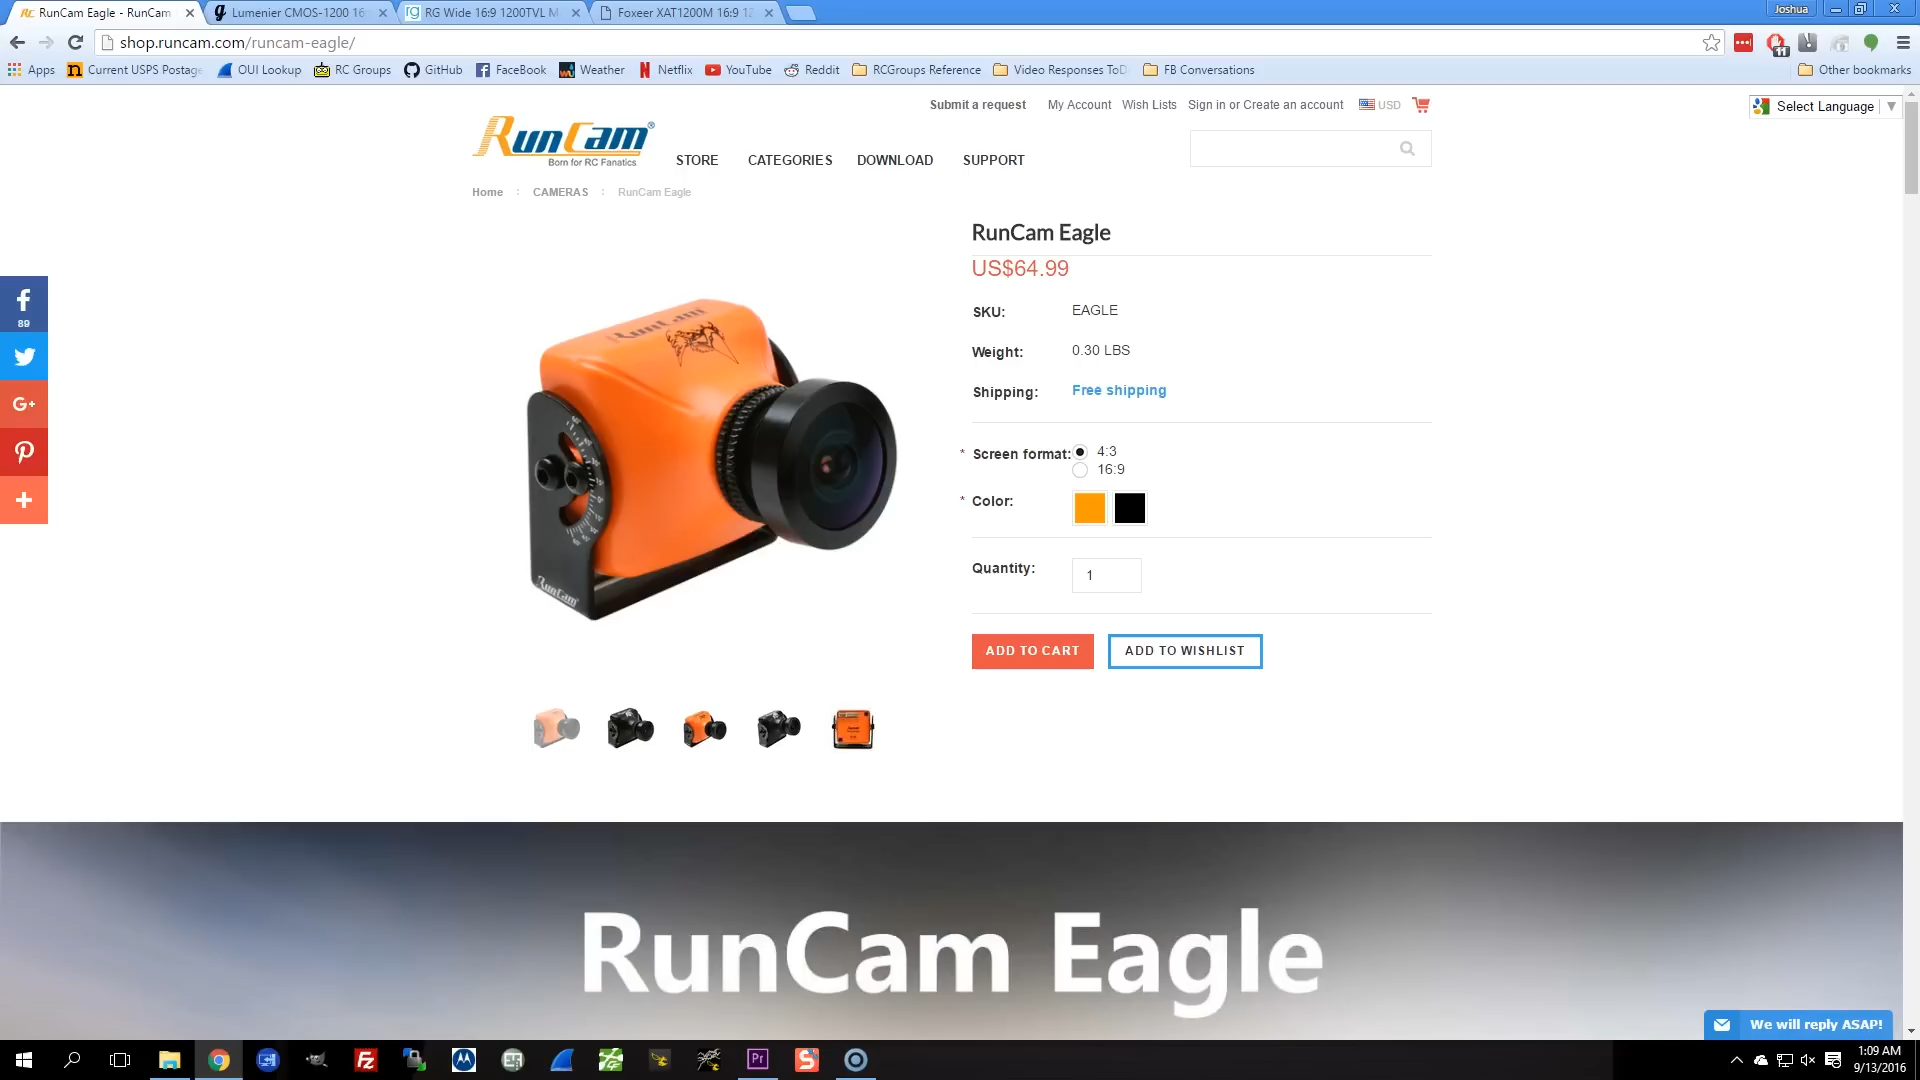 RunCam Eagle - RunCam
Lumenier CMOS-1200 16:
RG Wide 16:9 1200TVL M
Foxeer XAT1200M 16:9 12
Joshua
shop.runcam.com/runcam-eagle/
11
Apps
Current USPS Postage
OUI Lookup
RC Groups
GitHub
FaceBook
Weather
Netflix
YouTube
Reddit
RCGroups Reference
Video Responses ToD
FB Conversations
Other bookmarks
Submit a request
My Account
Wish Lists
Sign in or Create an account
USD
Select Language
RunCam®
Born for RC Fanatics
STORE
CATEGORIES
DOWNLOAD
SUPPORT
Home : CAMERAS : RunCam Eagle
RunCam Eagle
US$64.99
SKU: EAGLE
Weight: 0.30 LBS
Shipping: Free shipping
* Screen format: 4:3
16:9
* Color:
Quantity: 1
ADD TO CART
ADD TO WISHLIST
89
G+
RunCam
RunCam®
RunCam Eagle
We will reply ASAP!
1:09 AM
9/13/2016